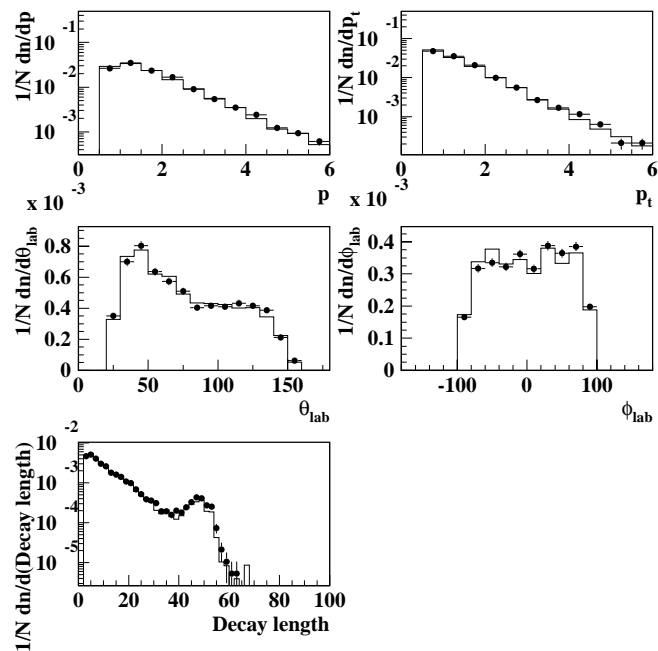 1/N dn/dp
10 -1
10 -2
10 -3
0 2 4 6
p
1/N dn/dp_t
10 -1
10 -2
10 -3
0 2 4 6
p_t
x 10 -3
1/N dn/dθ_lab
0.8
0.6
0.4
0.2
0
0 50 100 150
θ_lab
x 10 -3
1/N dn/dϕ_lab
0.4
0.3
0.2
0.1
0
-100 0 100
ϕ_lab
1/N dn/d(Decay length)
10 -2
10 -3
10 -4
10 -5
0 20 40 60 80 100
Decay length